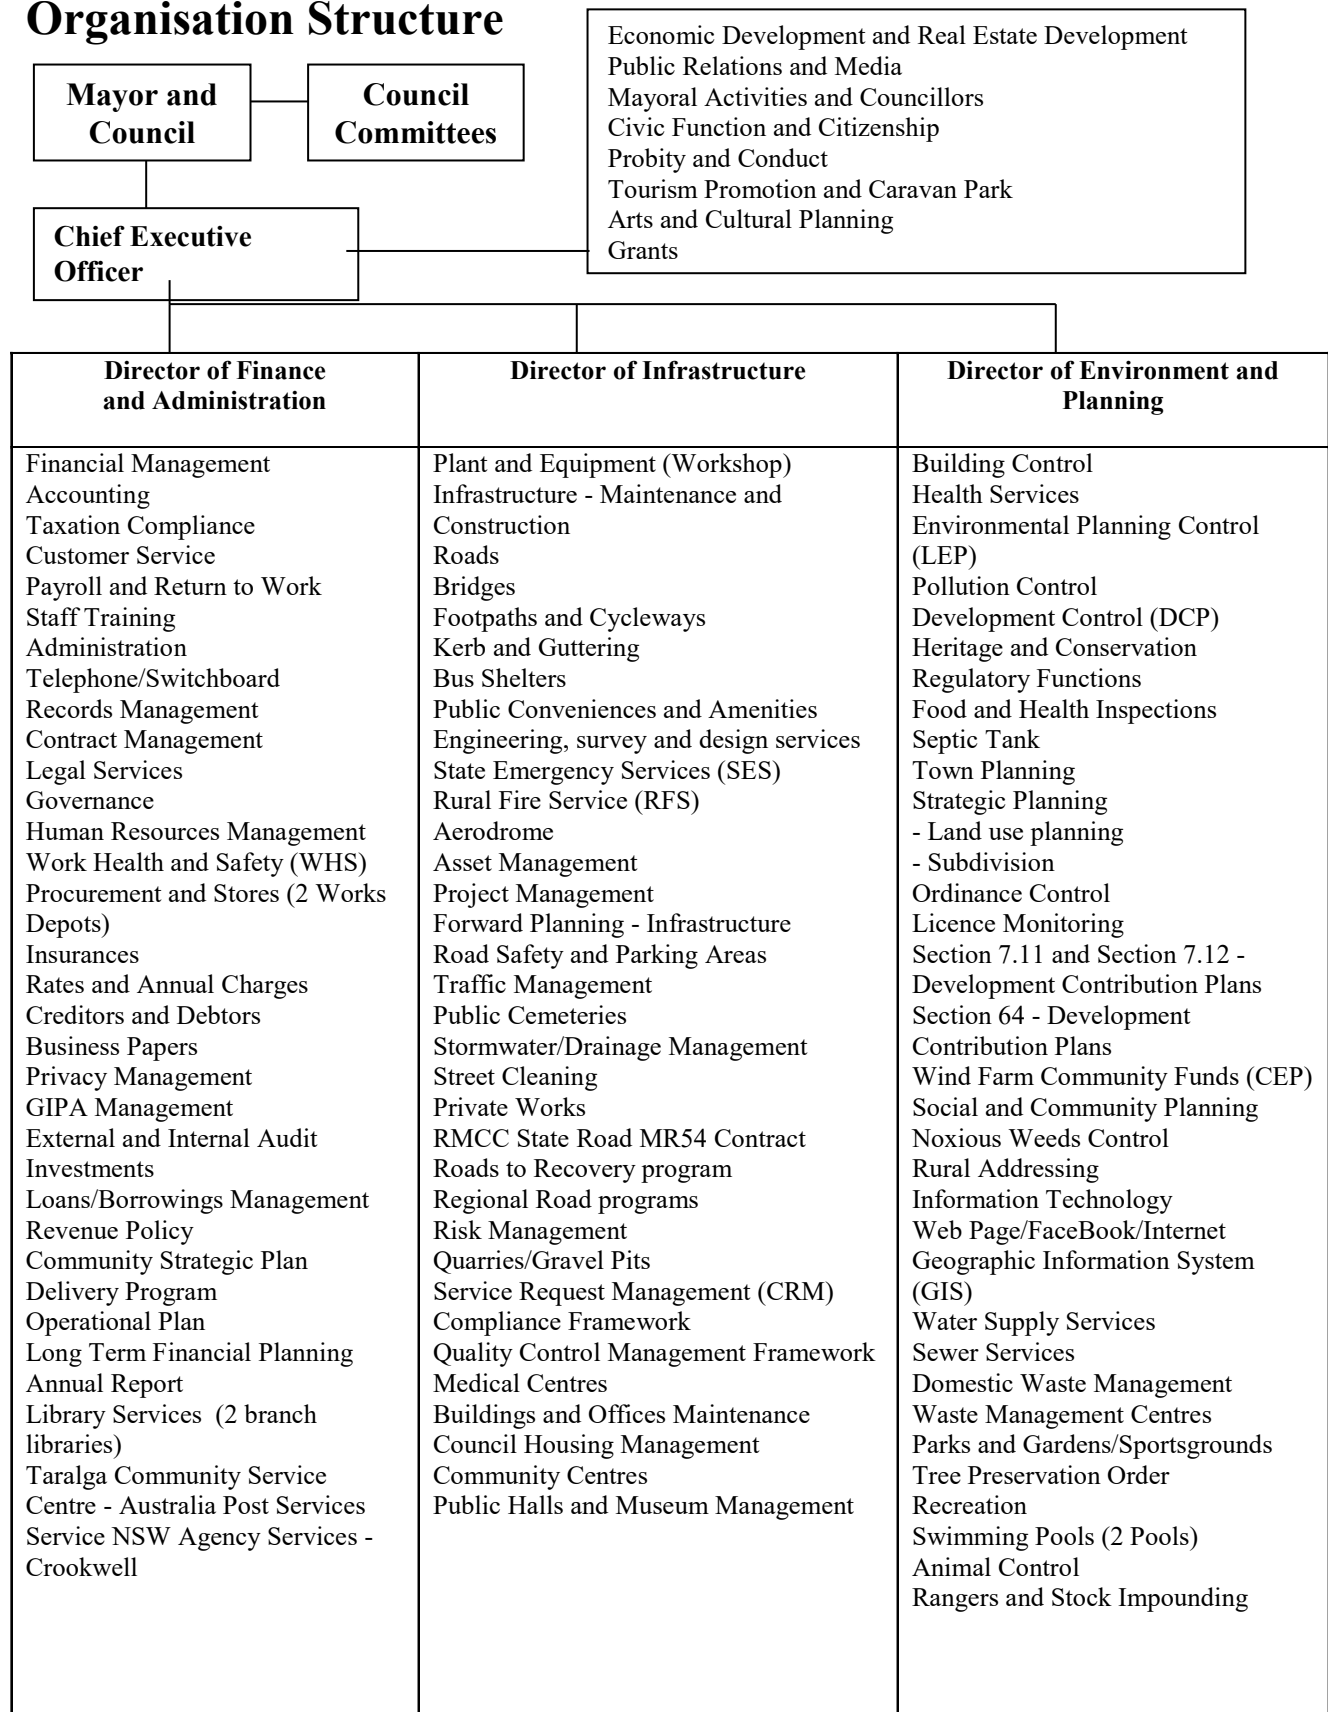 Organisation Structure
Mayor and
Council
Council
Committees
Economic Development and Real Estate Development
Public Relations and Media
Mayoral Activities and Councillors
Civic Function and Citizenship
Probity and Conduct
Tourism Promotion and Caravan Park
Arts and Cultural Planning
Grants
Chief Executive
Officer
Director of Finance
and Administration
Financial Management
Accounting
Taxation Compliance
Customer Service
Payroll and Return to Work
Staff Training
Administration
Telephone/Switchboard
Records Management
Contract Management
Legal Services
Governance
Human Resources Management
Work Health and Safety (WHS)
Procurement and Stores (2 Works
Depots)
Insurances
Rates and Annual Charges
Creditors and Debtors
Business Papers
Privacy Management
GIPA Management
External and Internal Audit
Investments
Loans/Borrowings Management
Revenue Policy
Community Strategic Plan
Delivery Program
Operational Plan
Long Term Financial Planning
Annual Report
Library Services  (2 branch
libraries)
Taralga Community Service
Centre - Australia Post Services
Service NSW Agency Services -
Crookwell
Director of Infrastructure
Plant and Equipment (Workshop)
Infrastructure - Maintenance and
Construction
Roads
Bridges
Footpaths and Cycleways
Kerb and Guttering
Bus Shelters
Public Conveniences and Amenities
Engineering, survey and design services
State Emergency Services (SES)
Rural Fire Service (RFS)
Aerodrome
Asset Management
Project Management
Forward Planning - Infrastructure
Road Safety and Parking Areas
Traffic Management
Public Cemeteries
Stormwater/Drainage Management
Street Cleaning
Private Works
RMCC State Road MR54 Contract
Roads to Recovery program
Regional Road programs
Risk Management
Quarries/Gravel Pits
Service Request Management (CRM)
Compliance Framework
Quality Control Management Framework
Medical Centres
Buildings and Offices Maintenance
Council Housing Management
Community Centres
Public Halls and Museum Management
Director of Environment and
Planning
Building Control
Health Services
Environmental Planning Control
(LEP)
Pollution Control
Development Control (DCP)
Heritage and Conservation
Regulatory Functions
Food and Health Inspections
Septic Tank
Town Planning
Strategic Planning
- Land use planning
- Subdivision
Ordinance Control
Licence Monitoring
Section 7.11 and Section 7.12 -
Development Contribution Plans
Section 64 - Development
Contribution Plans
Wind Farm Community Funds (CEP)
Social and Community Planning
Noxious Weeds Control
Rural Addressing
Information Technology
Web Page/FaceBook/Internet
Geographic Information System
(GIS)
Water Supply Services
Sewer Services
Domestic Waste Management
Waste Management Centres
Parks and Gardens/Sportsgrounds
Tree Preservation Order
Recreation
Swimming Pools (2 Pools)
Animal Control
Rangers and Stock Impounding